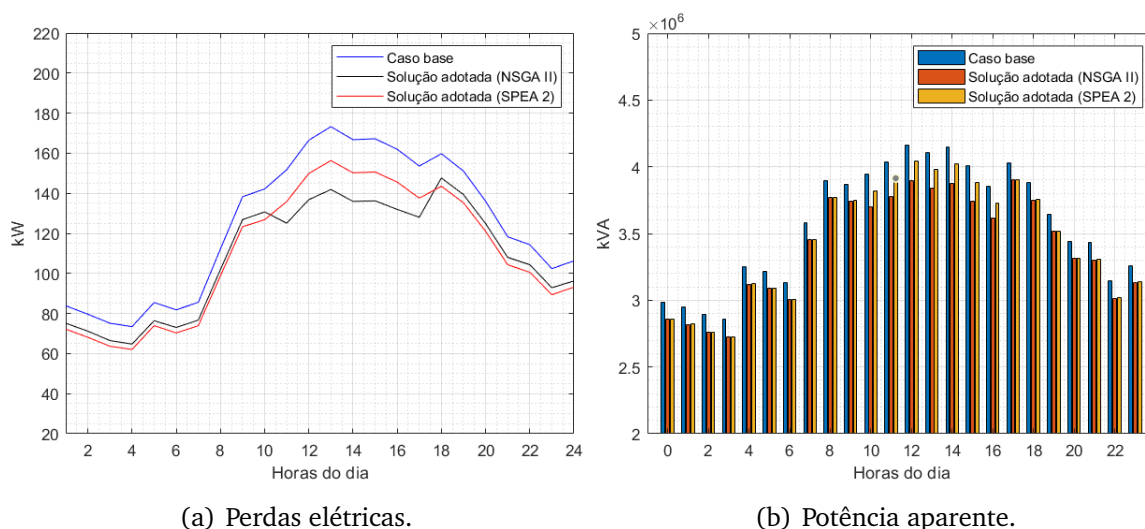 220
200
180
160
140
120
100
80
60
40
20
kW
2 4 6 8 10 12 14 16 18 20 22 24
Horas do dia
Caso base
Solução adotada (NSGA II)
Solução adotada (SPEA 2)
(a) Perdas elétricas.
×10⁶
5
4.5
4
3.5
3
2.5
2
kVA
0 2 4 6 8 10 12 14 16 18 20 22
Horas do dia
Caso base
Solução adotada (NSGA II)
Solução adotada (SPEA 2)
(b) Potência aparente.